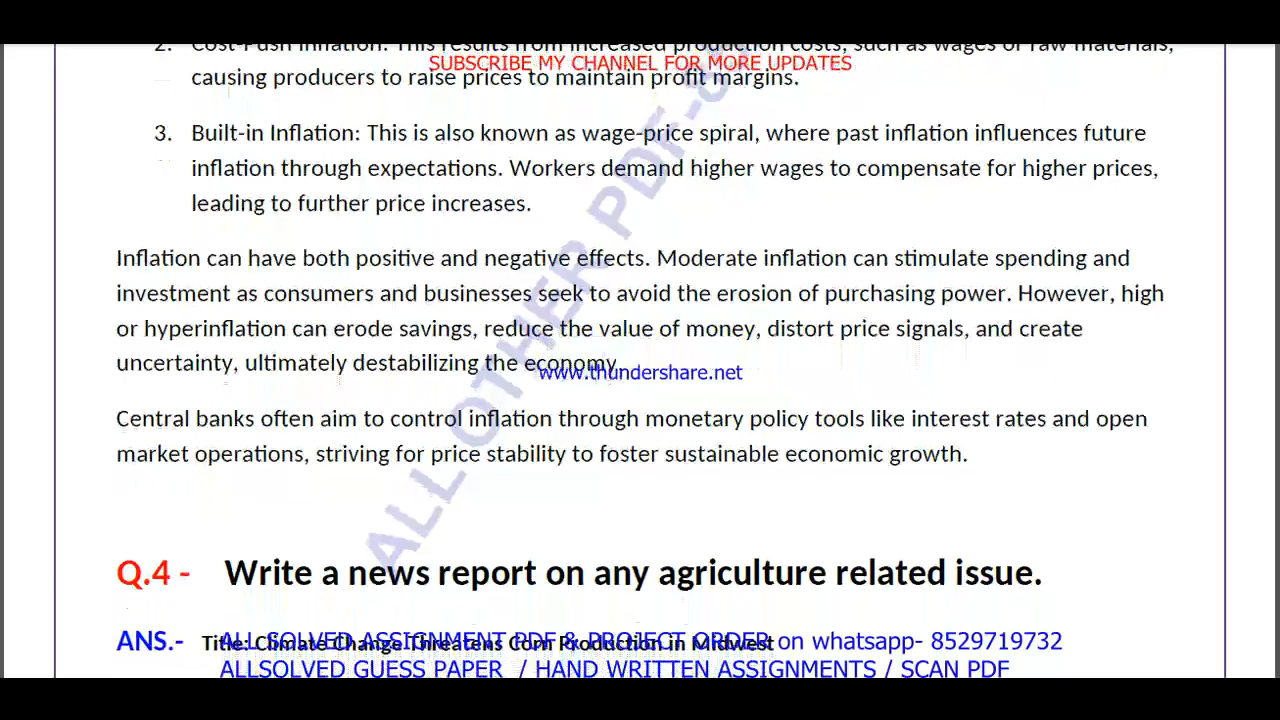 2. Cost-Push Inflation: This results from increased production costs, such as wages or raw materials,
SUBSCRIBE MY CHANNEL FOR MORE UPDATES
causing producers to raise prices to maintain profit margins.
3. Built-in Inflation: This is also known as wage-price spiral, where past inflation influences future
inflation through expectations. Workers demand higher wages to compensate for higher prices,
leading to further price increases.
Inflation can have both positive and negative effects. Moderate inflation can stimulate spending and
investment as consumers and businesses seek to avoid the erosion of purchasing power. However, high
or hyperinflation can erode savings, reduce the value of money, distort price signals, and create
uncertainty, ultimately destabilizing the economy.
www.thundershare.net
Central banks often aim to control inflation through monetary policy tools like interest rates and open
market operations, striving for price stability to foster sustainable economic growth.
ALL OTHER PDF-8
Q.4 - Write a news report on any agriculture related issue.
ANS.- Title: Climate Change Threatens Corn Production in Midwest
ALL SOLVED ASSIGNMENT PDF & PROJECT ORDER on whatsapp- 8529719732
ALLSOLVED GUESS PAPER / HAND WRITTEN ASSIGNMENTS / SCAN PDF